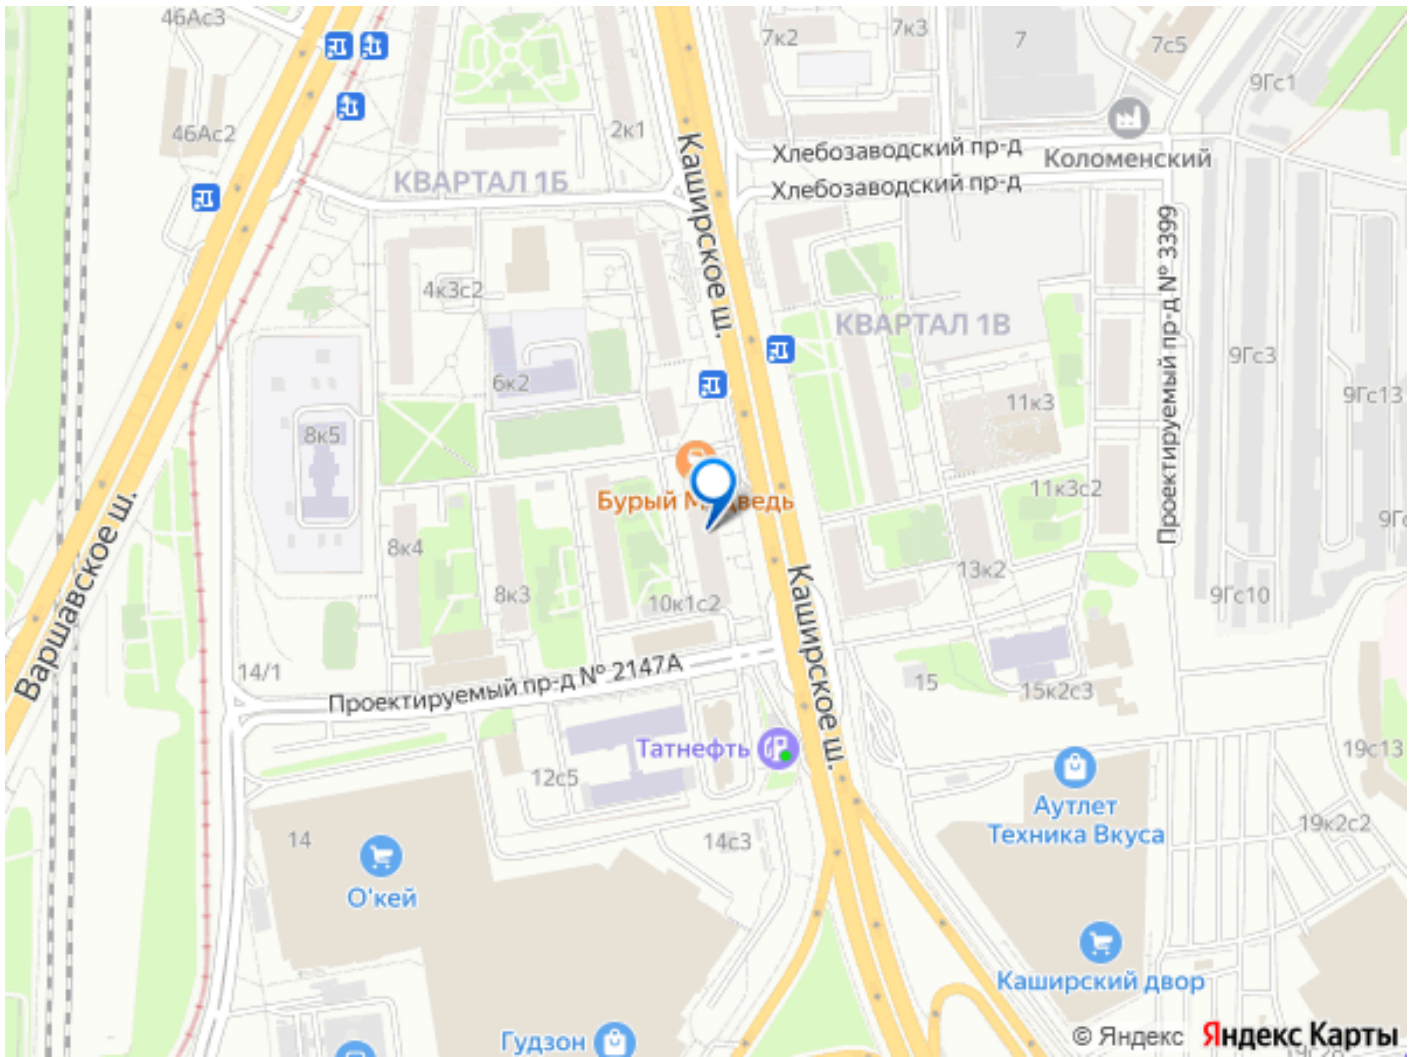 46Ас3
7к2
7к3
7
7с5
9Гс1
46Ас2
2к1
Каширское ш.
Хлебозаводский пр-д
Коломенский
КВАРТАЛ 1Б
Хлебозаводский пр-д
Проектируемый пр-д № 3399
4к3с2
КВАРТАЛ 1В
9Гс3
6к2
11к3
9Гс13
8к5
Бурый М
двeдь
11к3с2
8к4
13к2
8к3
10к1с2
9Гс10
Варшавское ш.
Каширское ш.
14/1
Проектируемый пр-д № 2147А
15
15к2с3
Татнефть
19с13
12с5
Аутлет
Техника Вкуса
14
14с3
19к2с2
О'кей
Каширский двор
Гудзон
© Яндекс Яндекс Карты